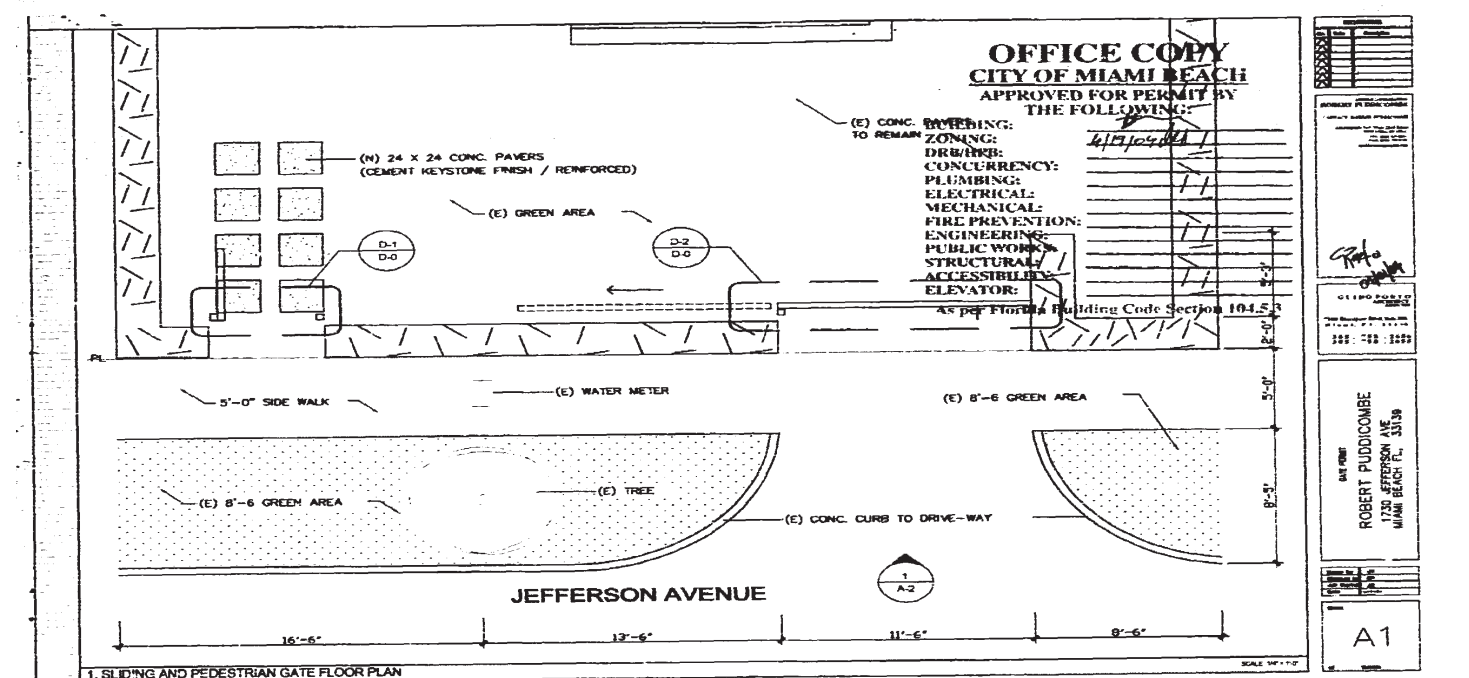 OFFICE COPY
CITY OF MIAMI BEACH
APPROVED FOR PERMIT BY
THE FOLLOWING:
BUILDING:
ZONING:
DRB/HRB:
CONCURRENCY:
PLUMBING:
ELECTRICAL:
MECHANICAL:
FIRE PREVENTION:
ENGINEERING:
PUBLIC WORKS:
STRUCTURAL:
ACCESSIBILITY:
ELEVATOR:
As per Florida Building Code Section 104.5.3
(E) CONC. PAVERS
TO REMAIN
(N) 24 X 24 CONC. PAVERS
(CEMENT KEYSTONE FINISH / REINFORCED)
(E) GREEN AREA
D-1
D-0
D-2
D-0
PL
2'-0"
5'-0"
8'-5"
5'-0" SIDE WALK
(E) WATER METER
(E) 8'-6 GREEN AREA
(E) 8'-6 GREEN AREA
(E) TREE
(E) CONC. CURB TO DRIVE-WAY
1
A-2
JEFFERSON AVENUE
16'-6"
13'-6"
11'-6"
8'-6"
1. SLIDING AND PEDESTRIAN GATE FLOOR PLAN
ROBERT PUDDICOMBE
ROBERT PUDDICOMBE
1730 JEFFERSON AVE
MIAMI BEACH FL, 33139
A1